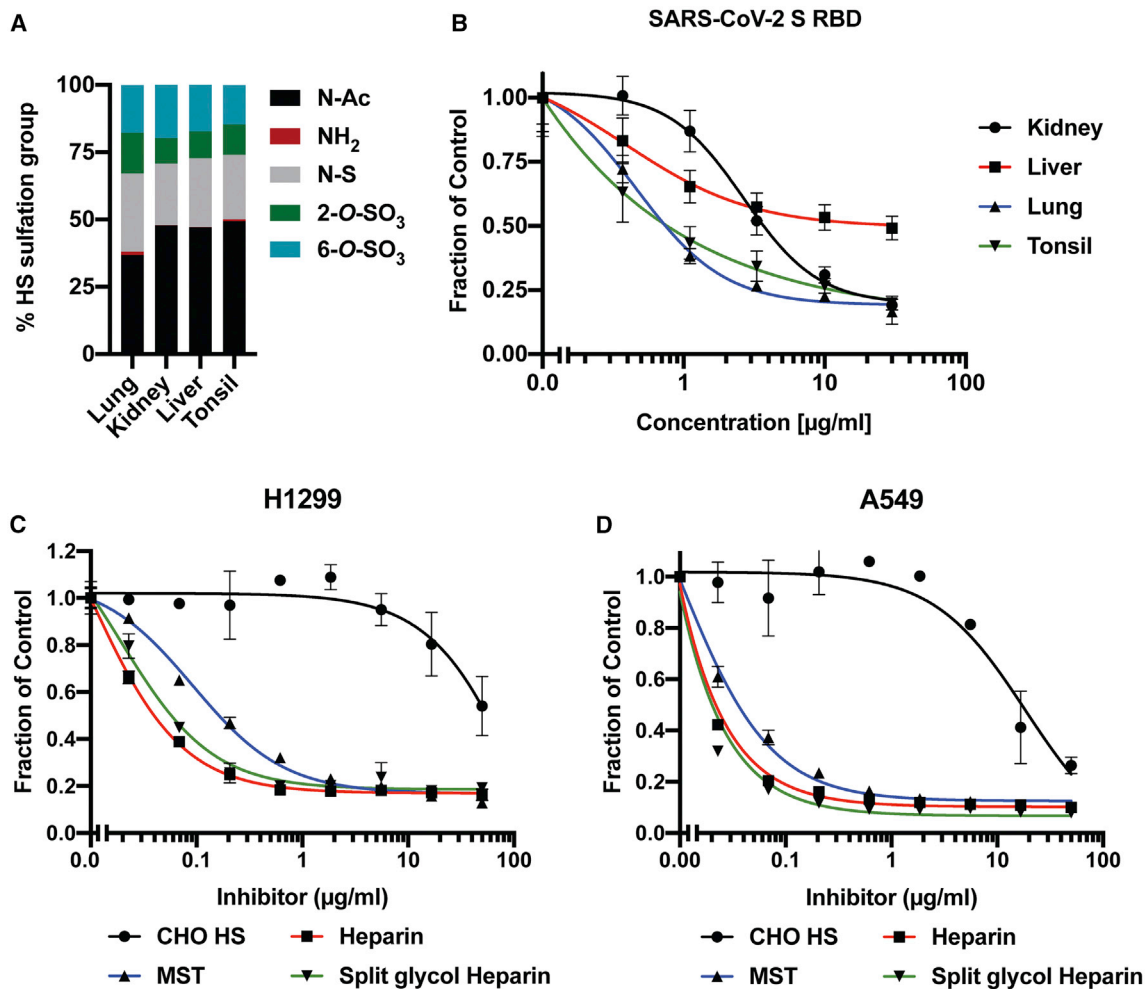 A
% HS sulfation group
100
75
50
25
0
Lung
Kidney
Liver
Tonsil
N-Ac
NH2
N-S
2-O-SO3
6-O-SO3
B
SARS-CoV-2 S RBD
Fraction of Control
1.00
0.75
0.50
0.25
0.00
0.0 1 10 100
Concentration [µg/ml]
Kidney
Liver
Lung
Tonsil
C
H1299
Fraction of Control
1.2
1.0
0.8
0.6
0.4
0.2
0.0
0.0 0.1 1 10 100
Inhibitor (µg/ml)
CHO HS Heparin
MST Split glycol Heparin
D
A549
Fraction of Control
1.0
0.8
0.6
0.4
0.2
0.0
0.00 0.1 1 10 100
Inhibitor (µg/ml)
CHO HS Heparin
MST Split glycol Heparin